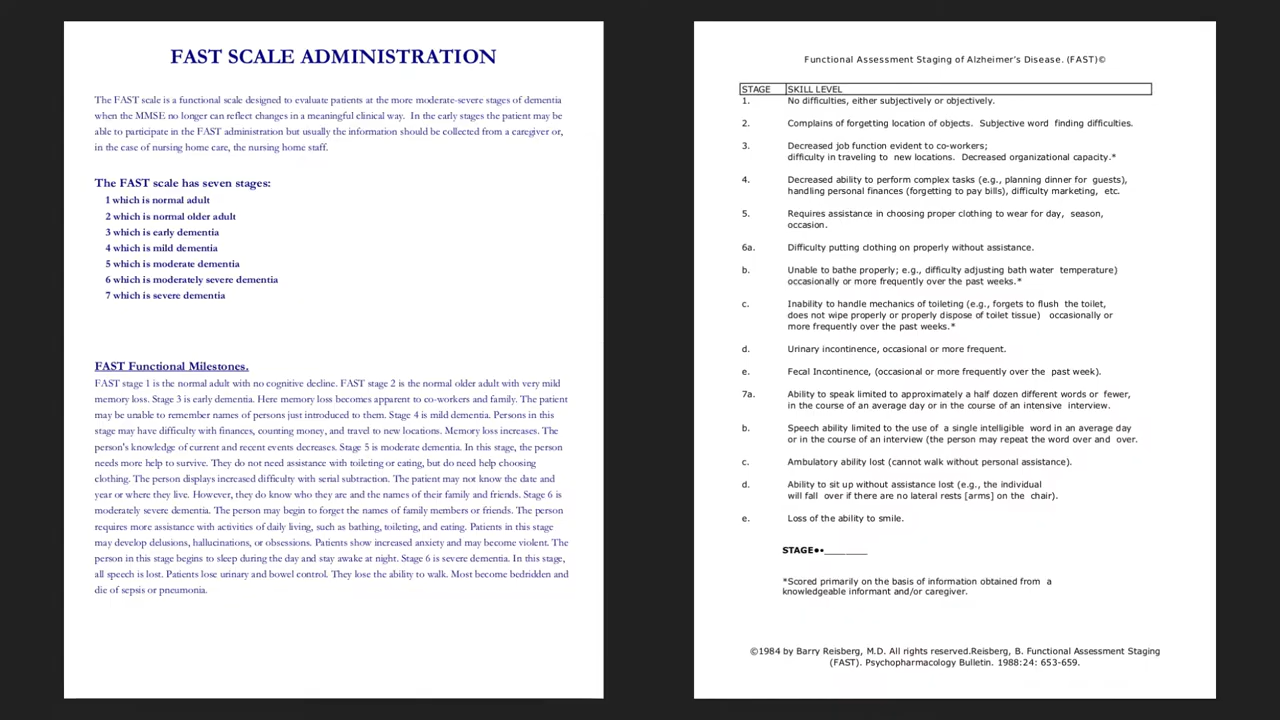 FAST SCALE ADMINISTRATION
The FAST scale is a functional scale designed to evaluate patients at the more moderate-severe stages of dementia
when the MMSE no longer can reflect changes in a meaningful clinical way. In the early stages the patient may be
able to participate in the FAST administration but usually the information should be collected from a caregiver or,
in the case of nursing home care, the nursing home staff.
The FAST scale has seven stages:
1 which is normal adult
2 which is normal older adult
3 which is early dementia
4 which is mild dementia
5 which is moderate dementia
6 which is moderately severe dementia
7 which is severe dementia
FAST Functional Milestones.
FAST stage 1 is the normal adult with no cognitive decline. FAST stage 2 is the normal older adult with very mild
memory loss. Stage 3 is early dementia. Here memory loss becomes apparent to co-workers and family. The patient
may be unable to remember names of persons just introduced to them. Stage 4 is mild dementia. Persons in this
stage may have difficulty with finances, counting money, and travel to new locations. Memory loss increases. The
person's knowledge of current and recent events decreases. Stage 5 is moderate dementia. In this stage, the person
needs more help to survive. They do not need assistance with toileting or eating, but do need help choosing
clothing. The person displays increased difficulty with serial subtraction. The patient may not know the date and
year or where they live. However, they do know who they are and the names of their family and friends. Stage 6 is
moderately severe dementia. The person may begin to forget the names of family members or friends. The person
requires more assistance with activities of daily living, such as bathing, toileting, and eating. Patients in this stage
may develop delusions, hallucinations, or obsessions. Patients show increased anxiety and may become violent. The
person in this stage begins to sleep during the day and stay awake at night. Stage 6 is severe dementia. In this stage,
all speech is lost. Patients lose urinary and bowel control. They lose the ability to walk. Most become bedridden and
die of sepsis or pneumonia.
Functional Assessment Staging of Alzheimer's Disease. (FAST)©
STAGE SKILL LEVEL
1. No difficulties, either subjectively or objectively.
2. Complains of forgetting location of objects. Subjective word finding difficulties.
3. Decreased job function evident to co-workers;
difficulty in traveling to new locations. Decreased organizational capacity.*
4. Decreased ability to perform complex tasks (e.g., planning dinner for guests),
handling personal finances (forgetting to pay bills), difficulty marketing, etc.
5. Requires assistance in choosing proper clothing to wear for day, season,
occasion.
6a. Difficulty putting clothing on properly without assistance.
b. Unable to bathe properly; e.g., difficulty adjusting bath water temperature)
occasionally or more frequently over the past weeks.*
c. Inability to handle mechanics of toileting (e.g., forgets to flush the toilet,
does not wipe properly or properly dispose of toilet tissue) occasionally or
more frequently over the past weeks.*
d. Urinary incontinence, occasional or more frequent.
e. Fecal Incontinence, (occasional or more frequently over the past week).
7a. Ability to speak limited to approximately a half dozen different words or fewer,
in the course of an average day or in the course of an intensive interview.
b. Speech ability limited to the use of a single intelligible word in an average day
or in the course of an interview (the person may repeat the word over and over.
c. Ambulatory ability lost (cannot walk without personal assistance).
d. Ability to sit up without assistance lost (e.g., the individual
will fall over if there are no lateral rests [arms] on the chair).
e. Loss of the ability to smile.
STAGE••________
*Scored primarily on the basis of information obtained from a
knowledgeable informant and/or caregiver.
©1984 by Barry Reisberg, M.D. All rights reserved.Reisberg, B. Functional Assessment Staging
(FAST). Psychopharmacology Bulletin. 1988:24: 653-659.